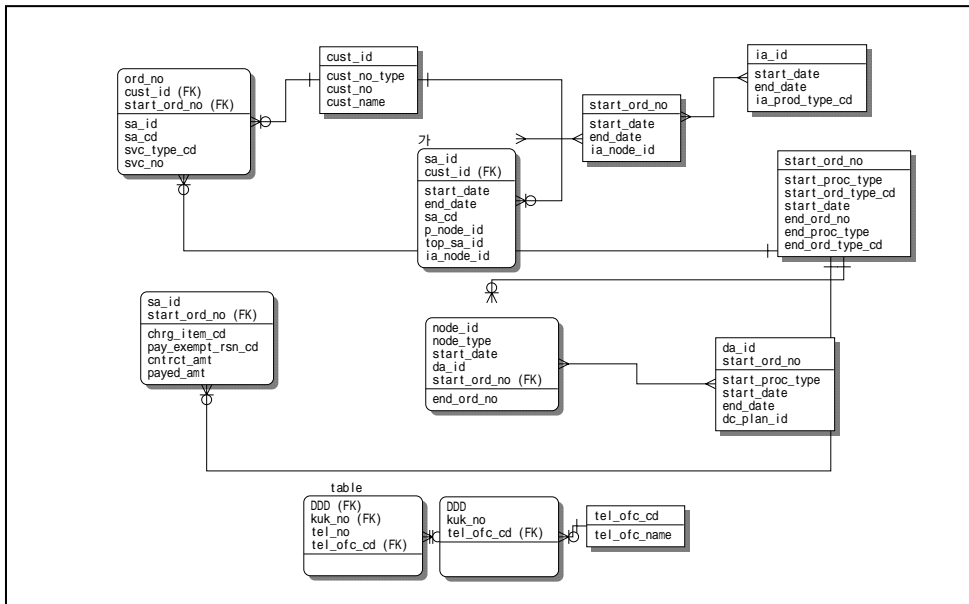 ord_no
cust_id (FK)
start_ord_no (FK)
sa_id
sa_cd
svc_type_cd
svc_no
cust_id
cust_no_type
cust_no
cust_name
start_ord_no
start_date
end_date
ia_node_id
ia_id
start_date
end_date
ia_prod_type_cd
가
sa_id
cust_id (FK)
start_date
end_date
sa_cd
p_node_id
top_sa_id
ia_node_id
start_ord_no
start_proc_type
start_ord_type_cd
start_date
end_ord_no
end_proc_type
end_ord_type_cd
sa_id
start_ord_no (FK)
chrg_item_cd
pay_exempt_rsn_cd
cntrct_amt
payed_amt
node_id
node_type
start_date
da_id
start_ord_no (FK)
end_ord_no
da_id
start_ord_no
start_proc_type
start_date
end_date
dc_plan_id
table
DDD (FK)
kuk_no (FK)
tel_no
tel_ofc_cd (FK)
DDD
kuk_no
tel_ofc_cd (FK)
tel_ofc_cd
tel_ofc_name